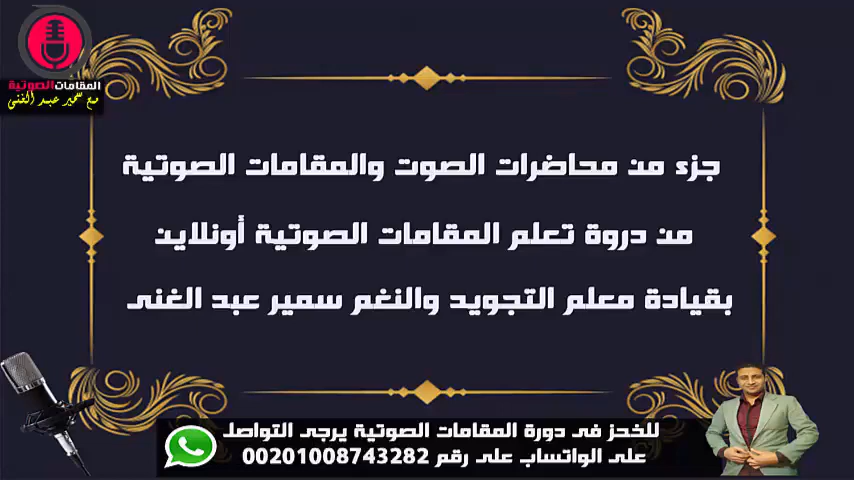 المقامات الصوتية
مع سمير عبد الغني
جزء من محاضرات الصوت والمقامات الصوتية
من دروة تعلم المقامات الصوتية أونلاين
بقيادة معلم التجويد والنغم سمير عبد الغنى
للخحز فى دورة المقامات الصوتية يرجى التواصل
على الواتساب على رقم 00201008743282